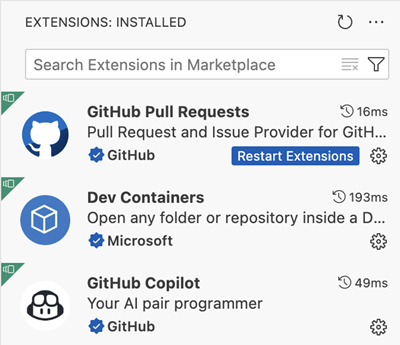 EXTENSIONS: INSTALLED
Search Extensions in Marketplace
GitHub Pull Requests 16ms
Pull Request and Issue Provider for GitH...
GitHub Restart Extensions
Dev Containers 193ms
Open any folder or repository inside a D...
Microsoft
GitHub Copilot 49ms
Your AI pair programmer
GitHub